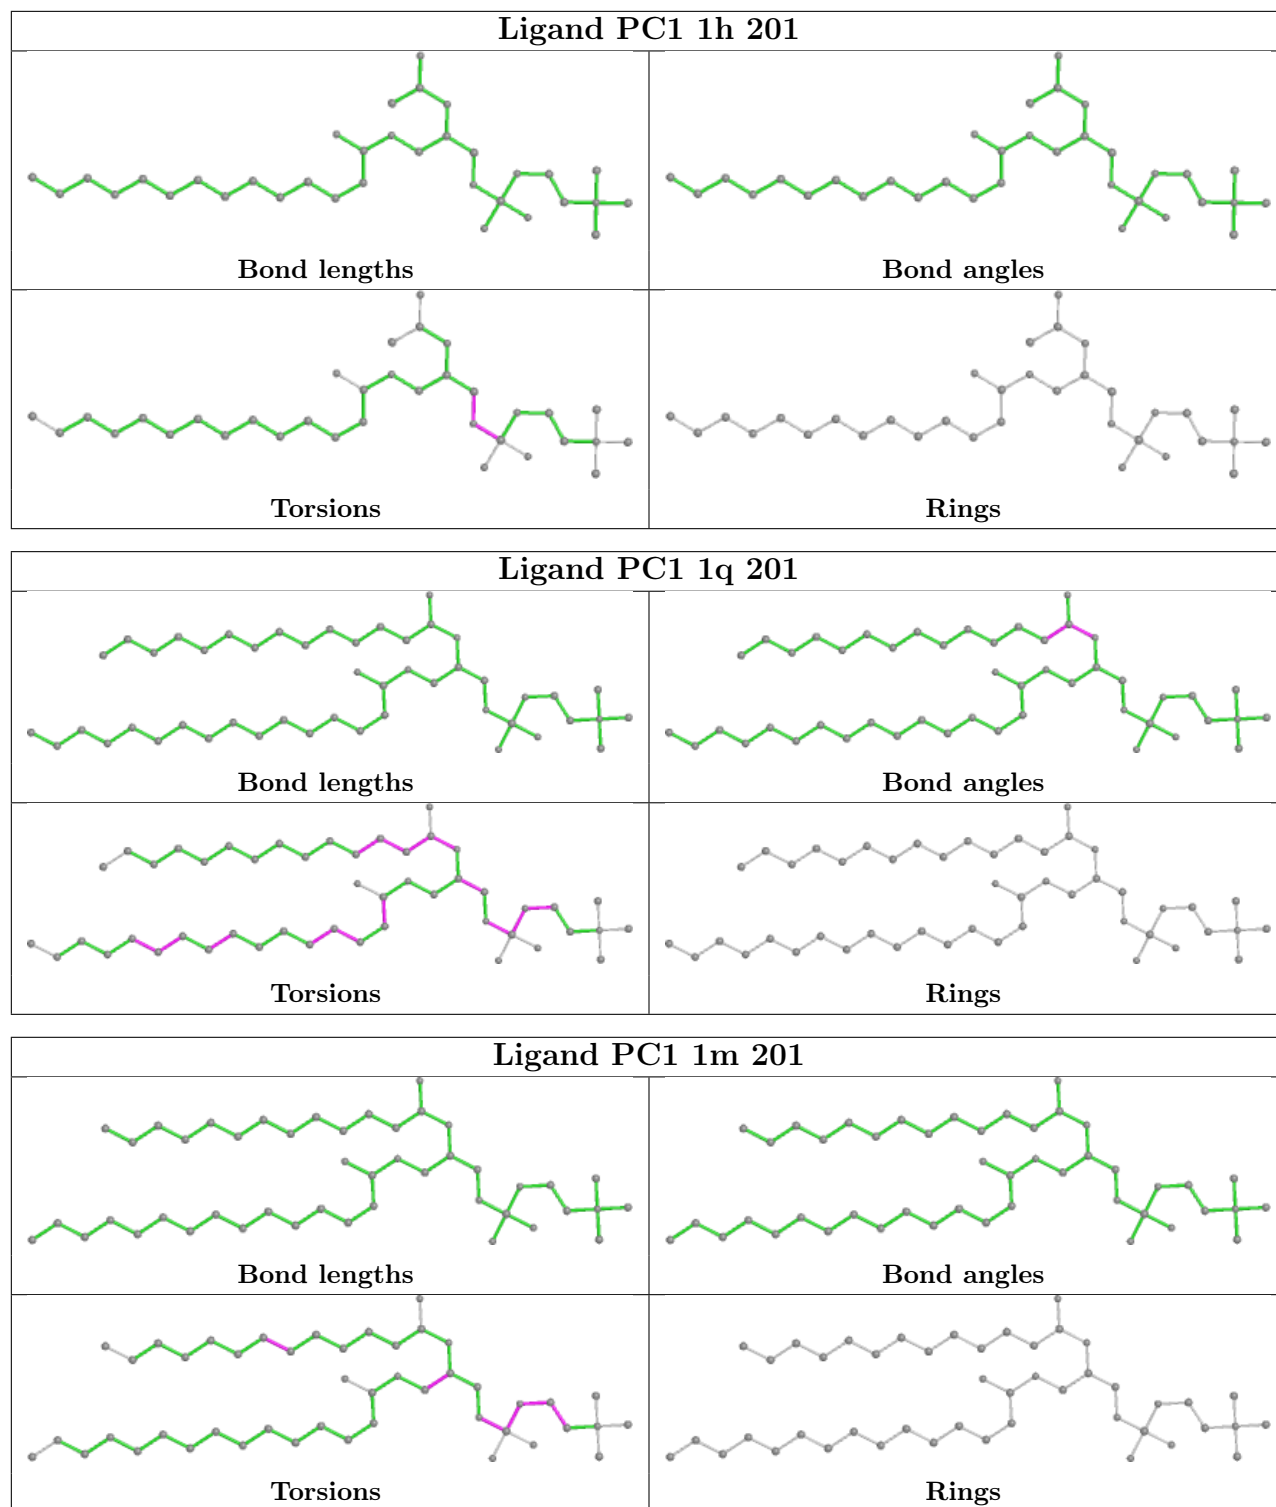 Ligand PC1 1h 201
Bond lengths
Bond angles
Torsions
Rings
Ligand PC1 1q 201
Bond lengths
Bond angles
Torsions
Rings
Ligand PC1 1m 201
Bond lengths
Bond angles
Torsions
Rings